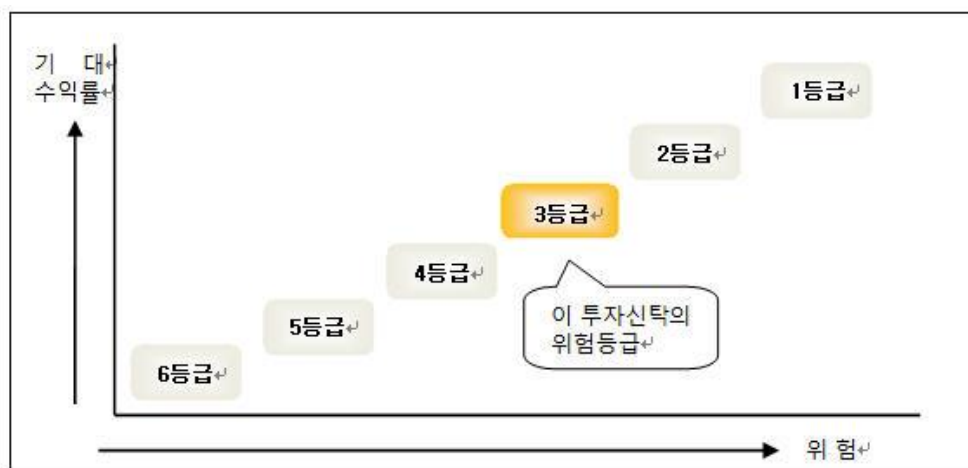 기 대
수익률
1등급
2등급
3등급
4등급
이 투자신탁의
위험등급
5등급
6등급
위 험